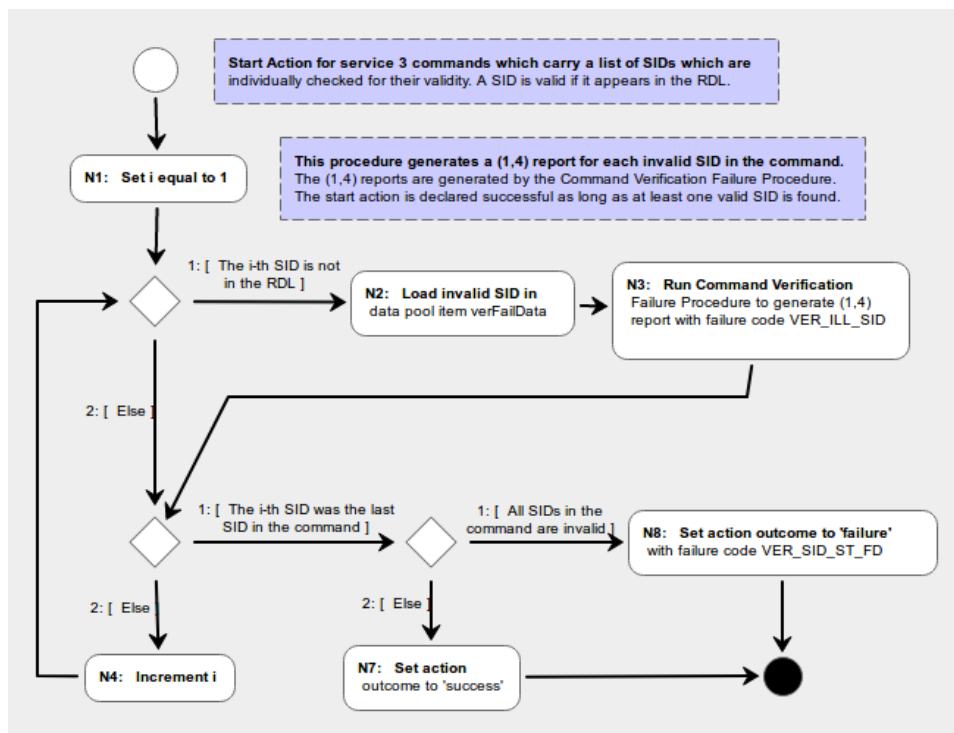 Start Action for service 3 commands which carry a list of SIDs which are
individually checked for their validity. A SID is valid if it appears in the RDL.
This procedure generates a (1,4) report for each invalid SID in the command.
The (1,4) reports are generated by the Command Verification Failure Procedure.
The start action is declared successful as long as at least one valid SID is found.
N1: Set i equal to 1
1: [ The i-th SID is not
in the RDL ]
N2: Load invalid SID in
data pool item verFailData
N3: Run Command Verification
Failure Procedure to generate (1,4)
report with failure code VER_ILL_SID
2: [ Else ]
1: [ The i-th SID was the last
SID in the command ]
1: [ All SIDs in the
command are invalid ]
N8: Set action outcome to 'failure'
with failure code VER_SID_ST_FD
2: [ Else ]
2: [ Else ]
N4: Increment i
N7: Set action
outcome to 'success'